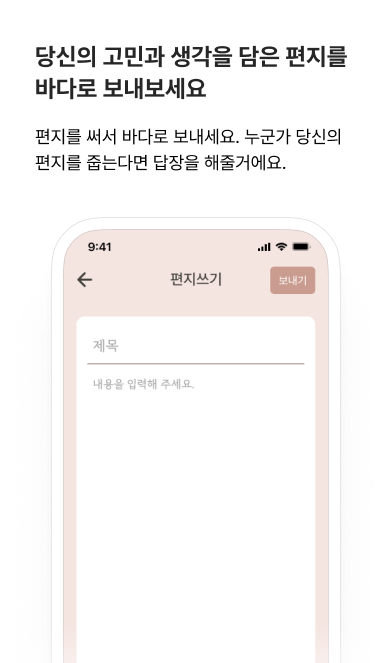 당신의 고민과 생각을 담은 편지를
바다로 보내보세요
편지를 써서 바다로 보내세요. 누군가 당신의
편지를 줍는다면 답장을 해줄거에요.
9:41
편지쓰기
보내기
제목
내용을 입력해 주세요.